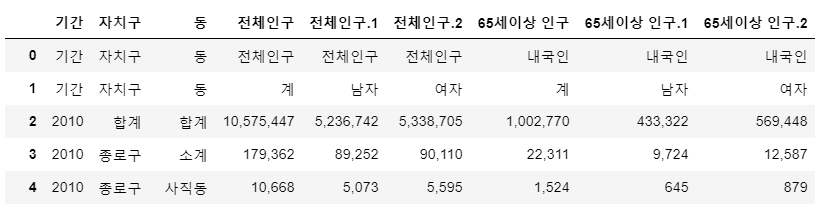 기간 자치구 동 전체인구 전체인구.1 전체인구.2 65세이상 인구 65세이상 인구.1 65세이상 인구.2
0 기간 자치구 동 전체인구 전체인구 전체인구 내국인 내국인 내국인
1 기간 자치구 동 계 남자 여자 계 남자 여자
2 2010 합계 합계 10,575,447 5,236,742 5,338,705 1,002,770 433,322 569,448
3 2010 종로구 소계 179,362 89,252 90,110 22,311 9,724 12,587
4 2010 종로구 사직동 10,668 5,073 5,595 1,524 645 879